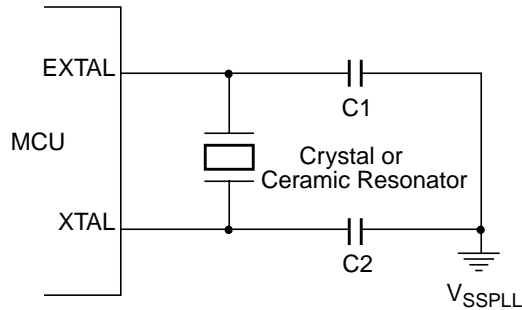 EXTAL
C1
MCU
Crystal or
Ceramic Resonator
XTAL
C2
VSSPLL